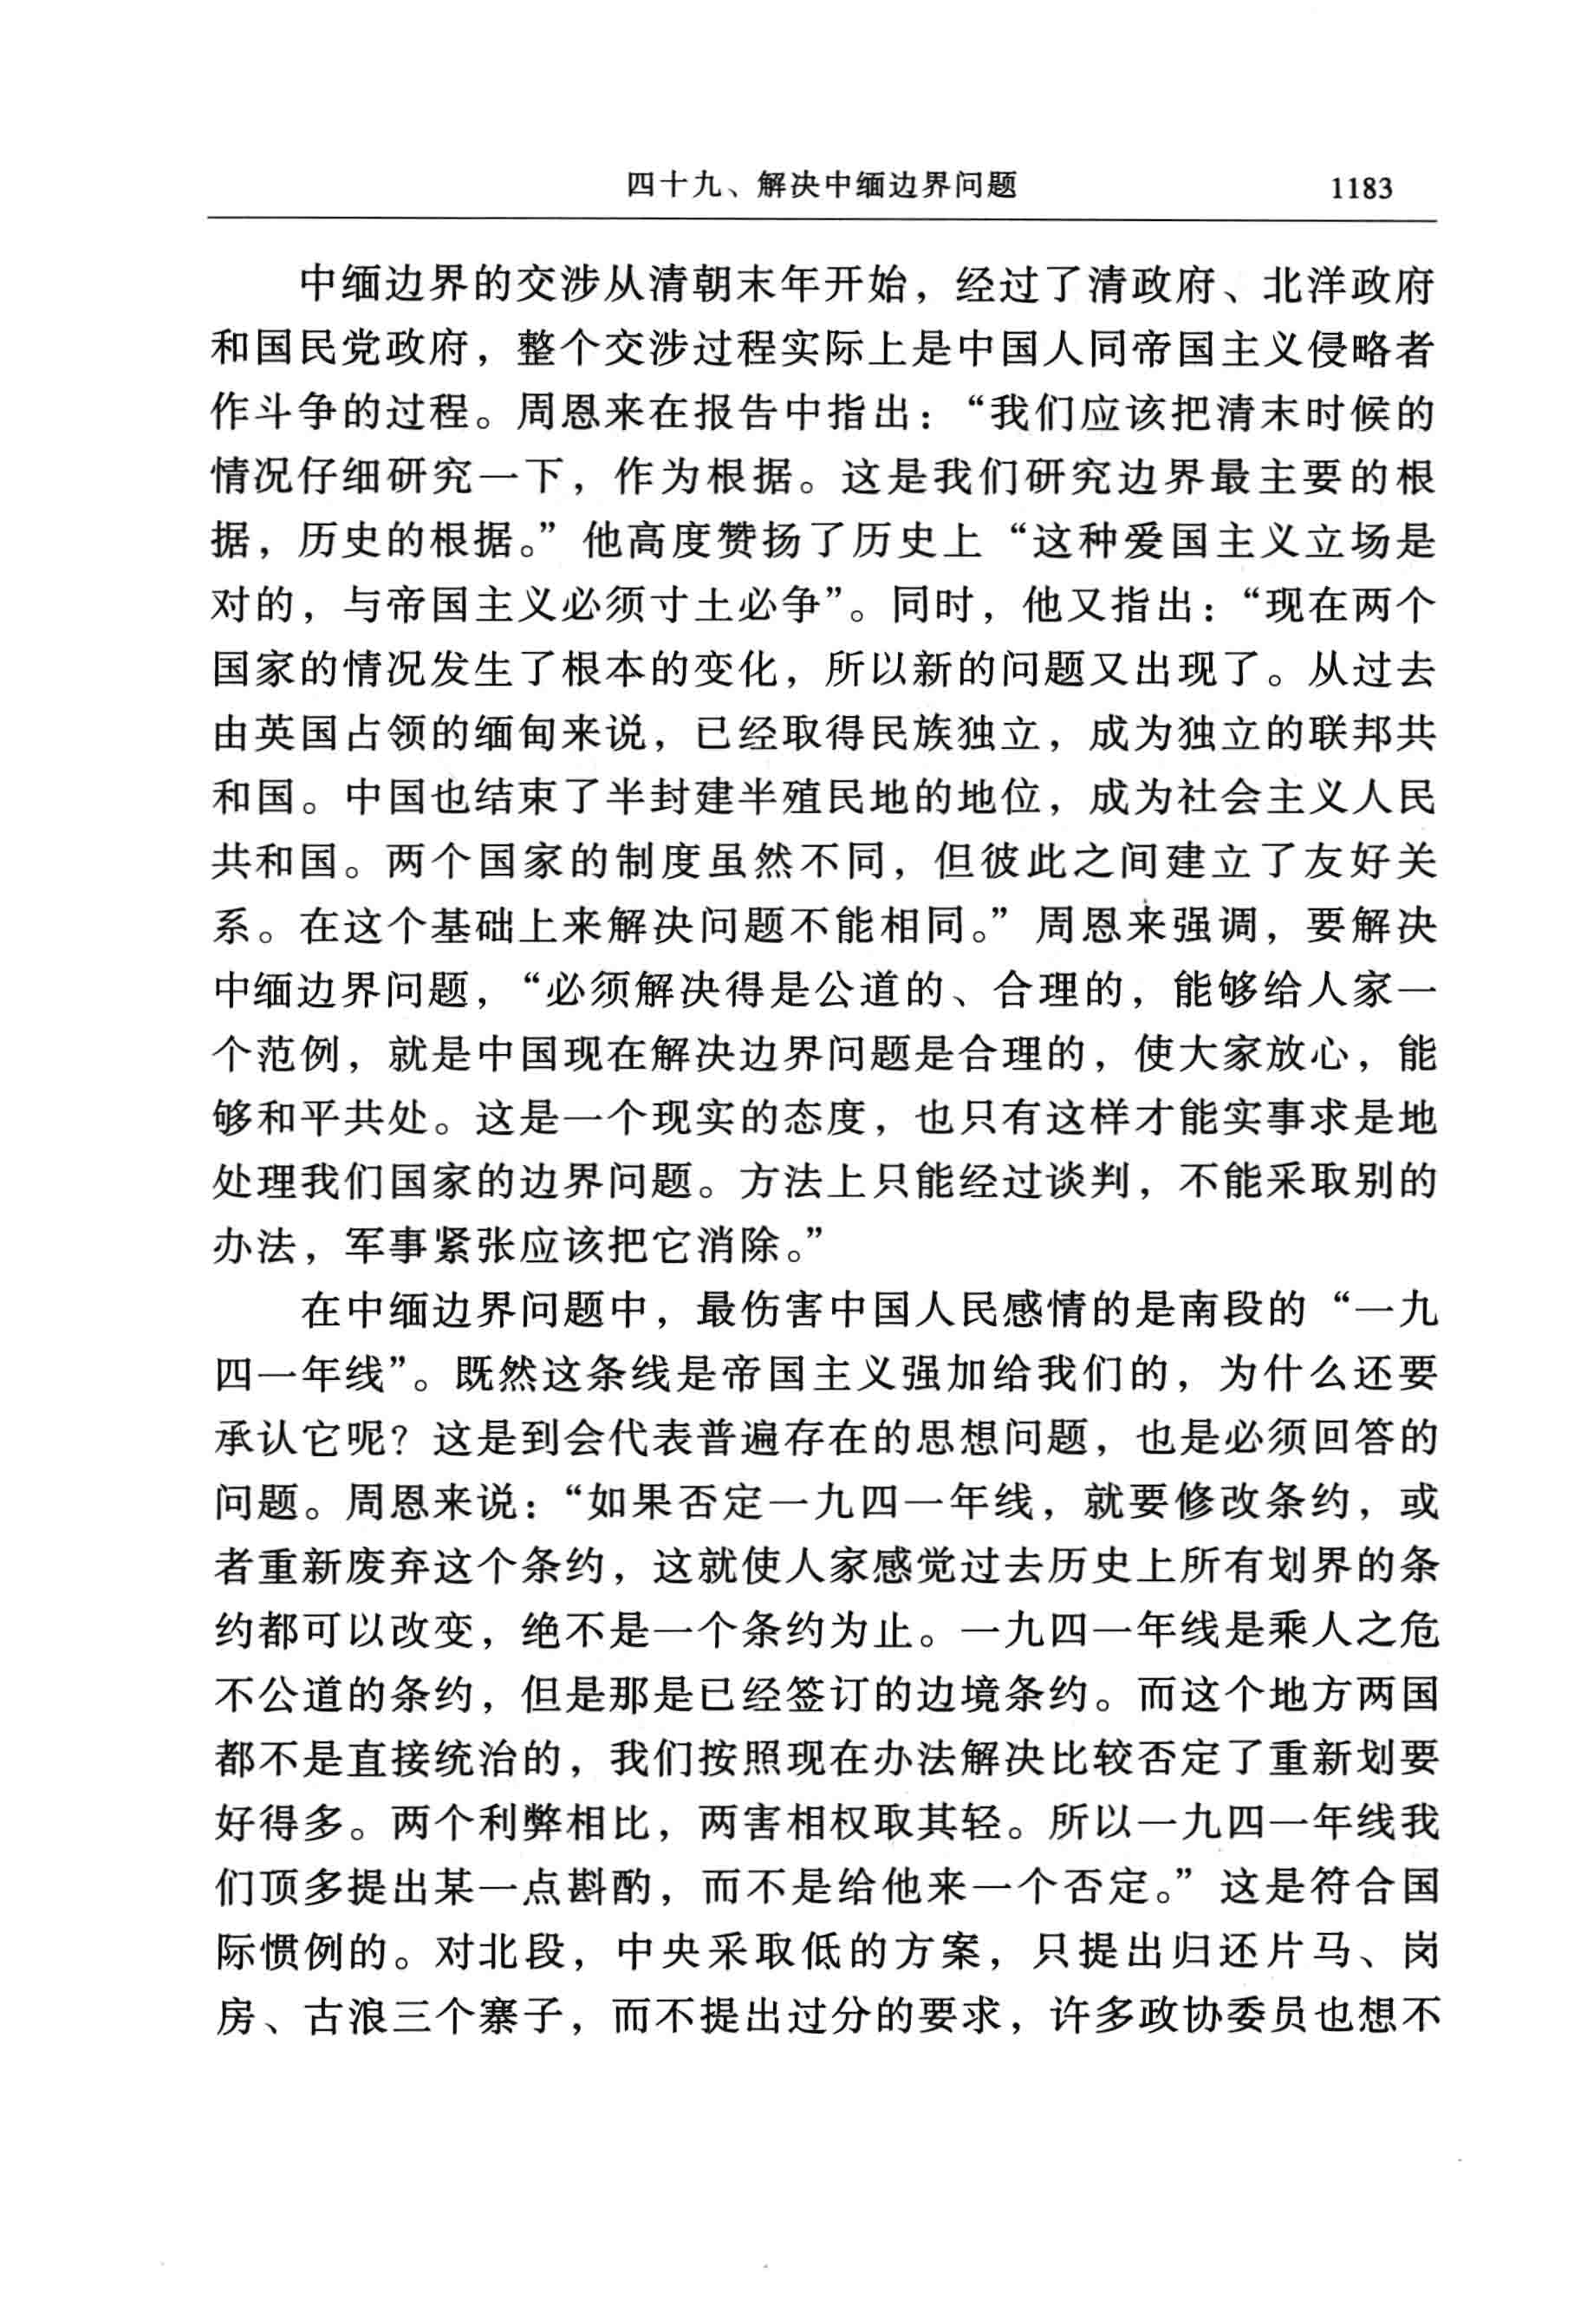 四十九、解决中缅边界问题 1183
中缅边界的交涉从清朝末年开始，经过了清政府、北洋政府
和国民党政府，整个交涉过程实际上是中国人同帝国主义侵略者
作斗争的过程。周恩来在报告中指出：“我们应该把清末时候的
情况仔细研究一下，作为根据。这是我们研究边界最主要的根
据，历史的根据。”他高度赞扬了历史上“这种爱国主义立场是
对的，与帝国主义必须寸土必争”。同时，他又指出：“现在两个
国家的情况发生了根本的变化，所以新的问题又出现了。从过去
由英国占领的缅甸来说，已经取得民族独立，成为独立的联邦共
和国。中国也结束了半封建半殖民地的地位，成为社会主义人民
共和国。两个国家的制度虽然不同，但彼此之间建立了友好关
系。在这个基础上来解决问题不能相同。”周恩来强调，要解决
中缅边界问题，“必须解决得是公道的、合理的，能够给人家一
个范例，就是中国现在解决边界问题是合理的，使大家放心，能
够和平共处。这是一个现实的态度，也只有这样才能实事求是地
处理我们国家的边界问题。方法上只能经过谈判，不能采取别的
办法，军事紧张应该把它消除。”
在中缅边界问题中，最伤害中国人民感情的是南段的“一九
四一年线”。既然这条线是帝国主义强加给我们的，为什么还要
承认它呢？这是到会代表普遍存在的思想问题，也是必须回答的
问题。周恩来说：“如果否定一九四一年线，就要修改条约，或
者重新废弃这个条约，这就使人家感觉过去历史上所有划界的条
约都可以改变，绝不是一个条约为止。一九四一年线是乘人之危
不公道的条约，但是那是已经签订的边境条约。而这个地方两国
都不是直接统治的，我们按照现在办法解决比较否定了重新划要
好得多。两个利弊相比，两害相权取其轻。所以一九四一年线我
们顶多提出某一点斟酌，而不是给他来一个否定。”这是符合国
际惯例的。对北段，中央采取低的方案，只提出归还片马、岗
房、古浪三个寨子，而不提出过分的要求，许多政协委员也想不